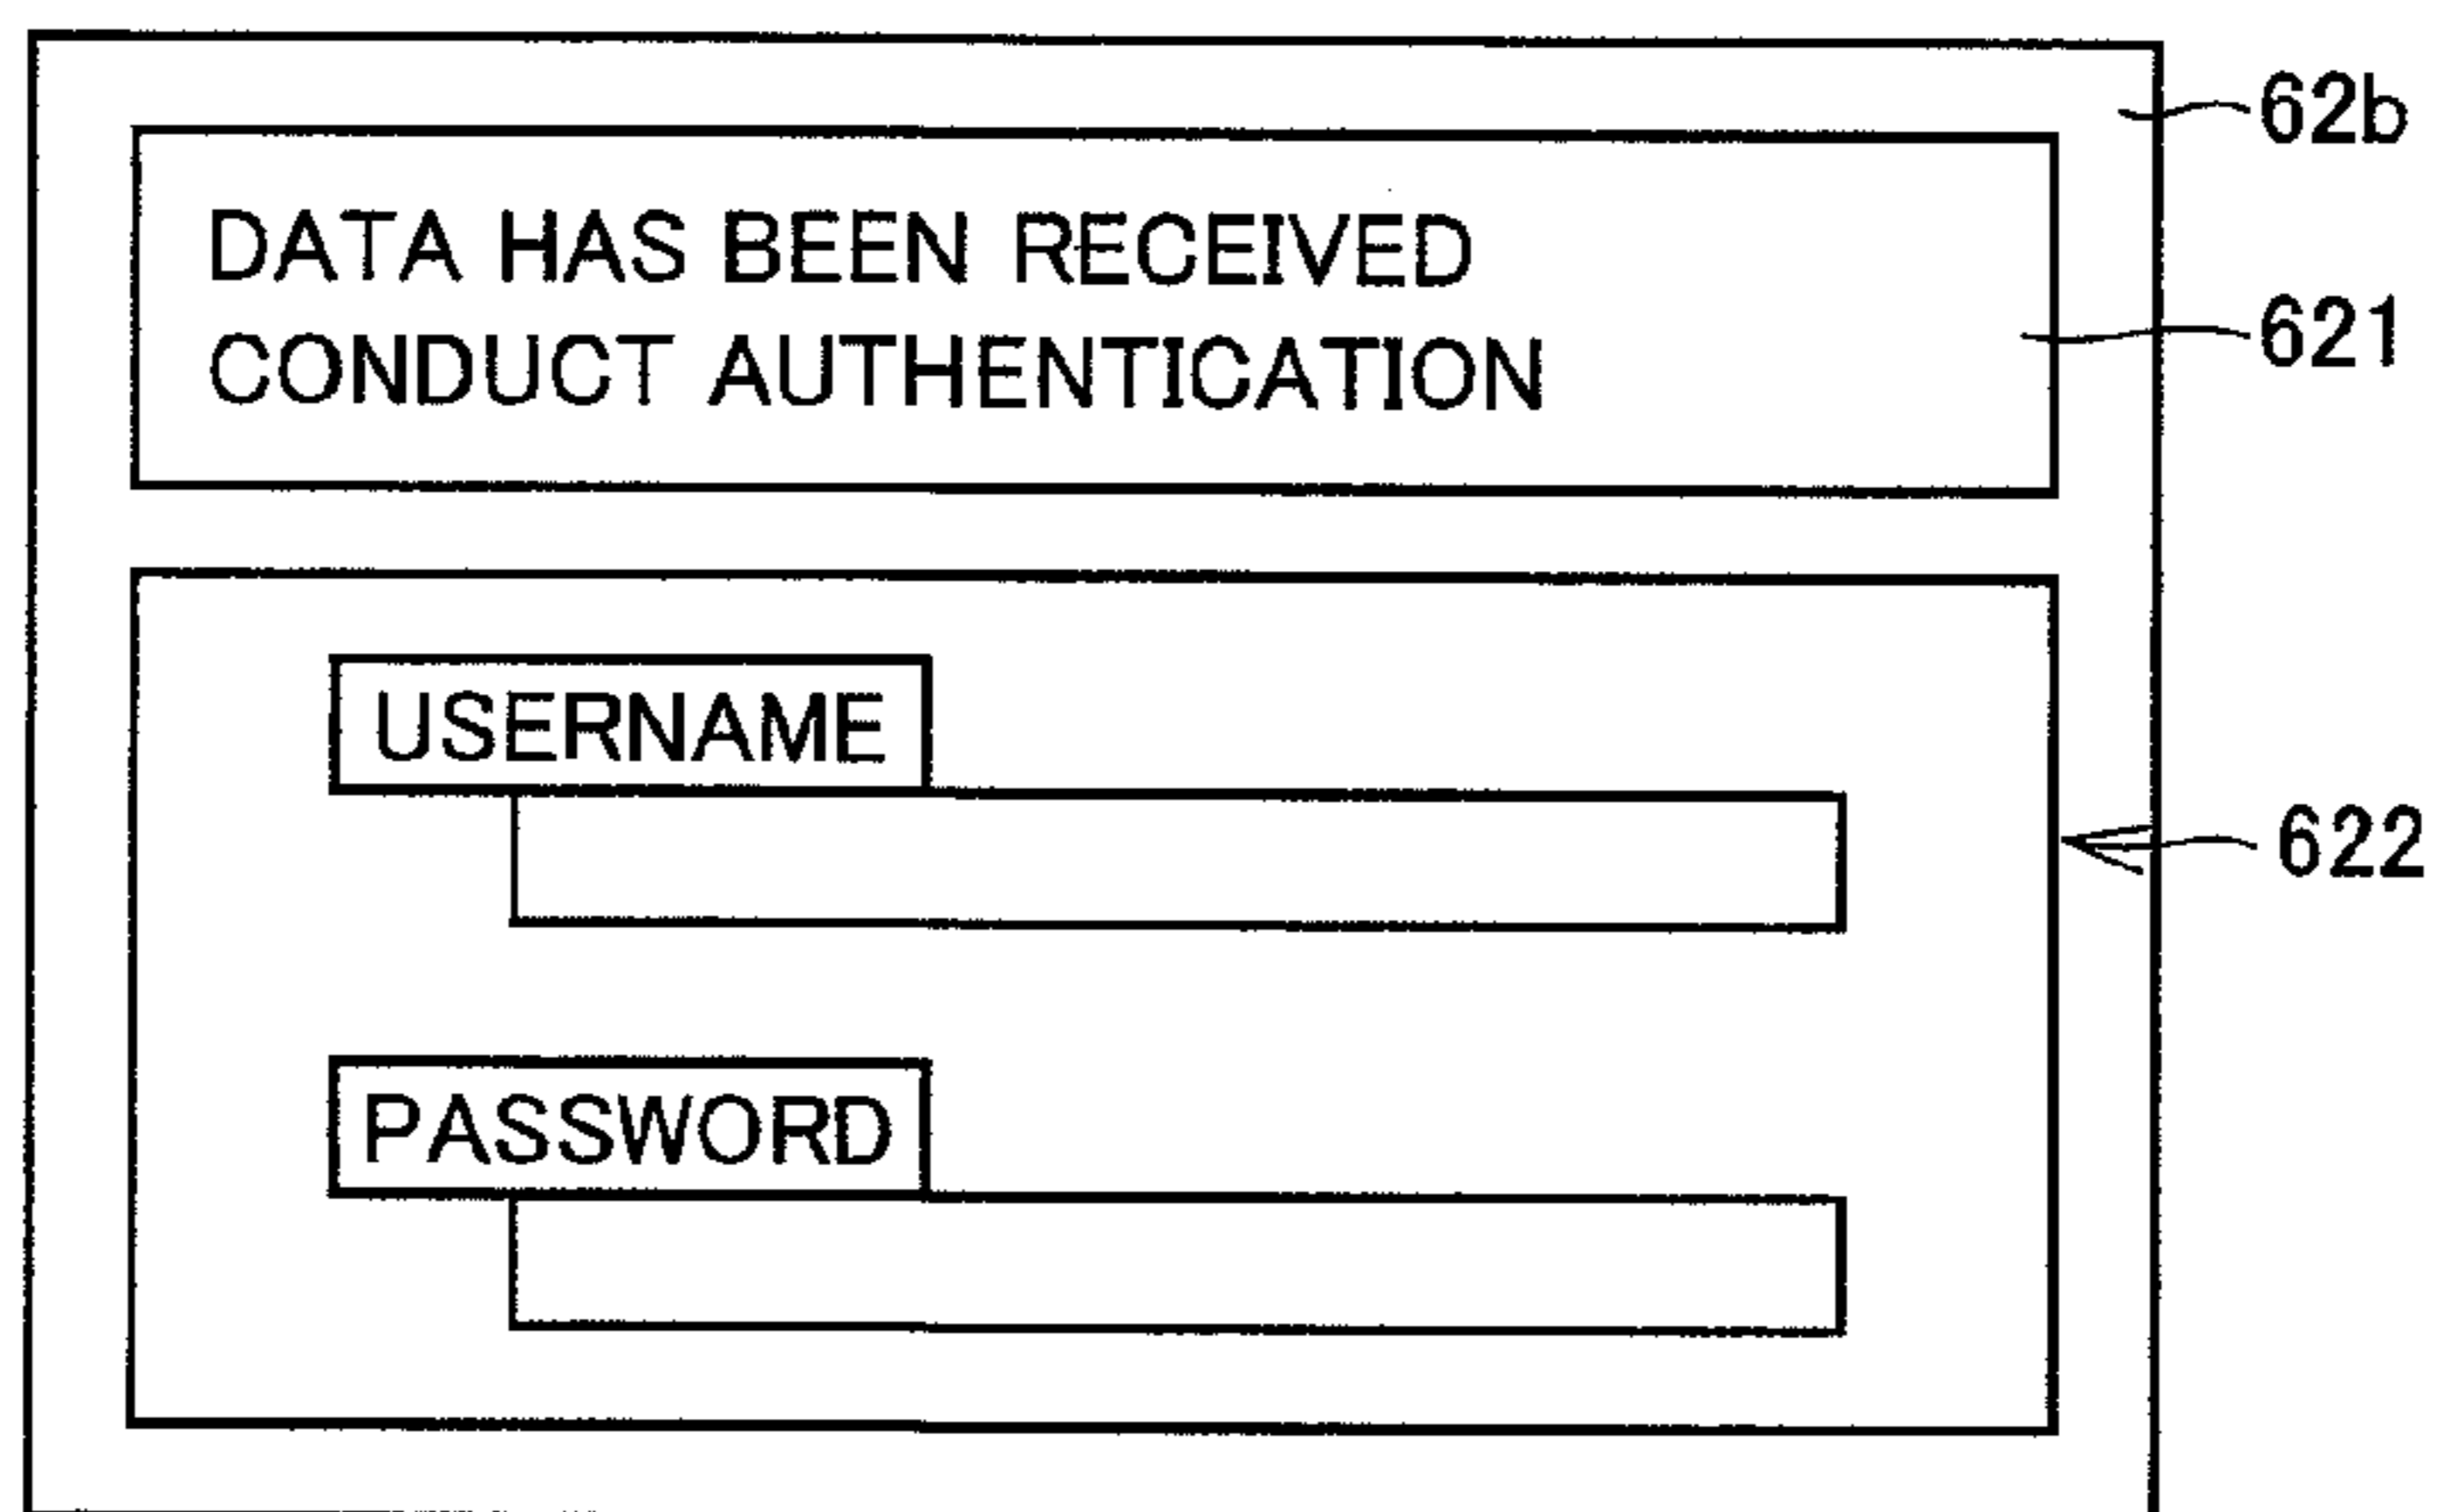 62b
DATA HAS BEEN RECEIVED
CONDUCT AUTHENTICATION
621
USERNAME
622
PASSWORD